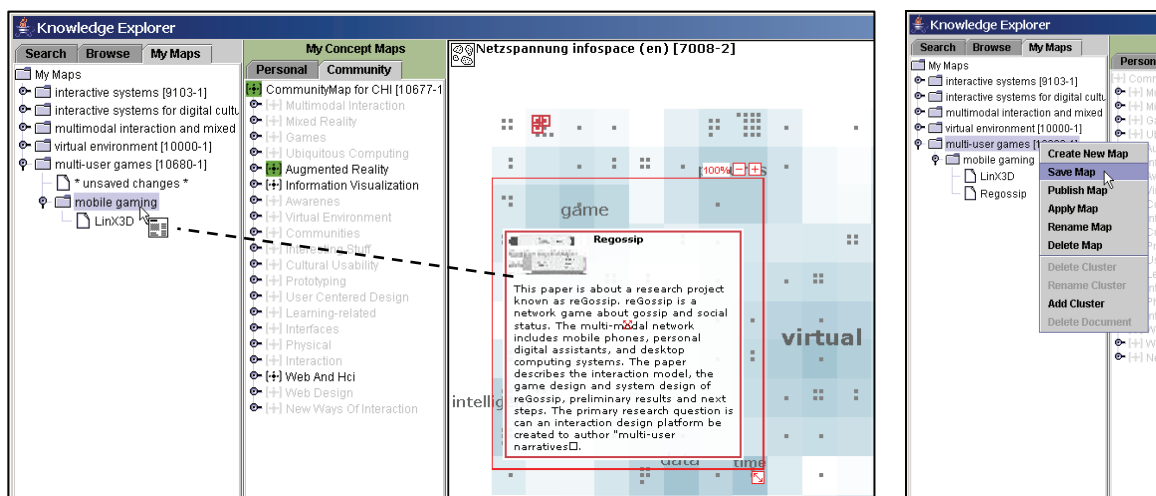 Knowledge Explorer
Search Browse My Maps
My Maps
interactive systems [9103-1]
interactive systems for digital cultu
multimodal interaction and mixed
virtual environment [10000-1]
multi-user games [10680-1]
* unsaved changes *
mobile gaming
LinX3D
My Concept Maps
Personal Community
CommunityMap for CHI [10677-1
[+] Multimodal Interaction
[+] Mixed Reality
[+] Games
[+] Ubiquitous Computing
[+] Augmented Reality
[+] Information Visualization
[+] Awarenes
[+] Virtual Environment
[+] Communities
[+] Interesting Stuff
[+] Cultural Usability
[+] Prototyping
[+] User Centered Design
[+] Learning-related
[+] Interfaces
[+] Physical
[+] Interaction
[+] Web And Hci
[+] Web Design
[+] New Ways Of Interaction
Netzspannung infospace (en) [7008-2]
100%
game
Regossip
This paper is about a research project
known as reGossip. reGossip is a
network game about gossip and social
status. The multi-modal network
includes mobile phones, personal
digital assistants, and desktop
computing systems. The paper
describes the interaction model, the
game design and system design of
reGossip, preliminary results and next
steps. The primary research question is
can an interaction design platform be
created to author "multi-user
narratives□.
virtual
intellig
data
time
Knowledge Explorer
Search Browse My Maps
My Maps
interactive systems [9103-1]
interactive systems for digital cultu
multimodal interaction and mixed
virtual environment [10000-1]
multi-user games
mobile gaming
LinX3D
Regossip
Person
Create New Map
Save Map
Publish Map
Apply Map
Rename Map
Delete Map
Delete Cluster
Rename Cluster
Add Cluster
Delete Document